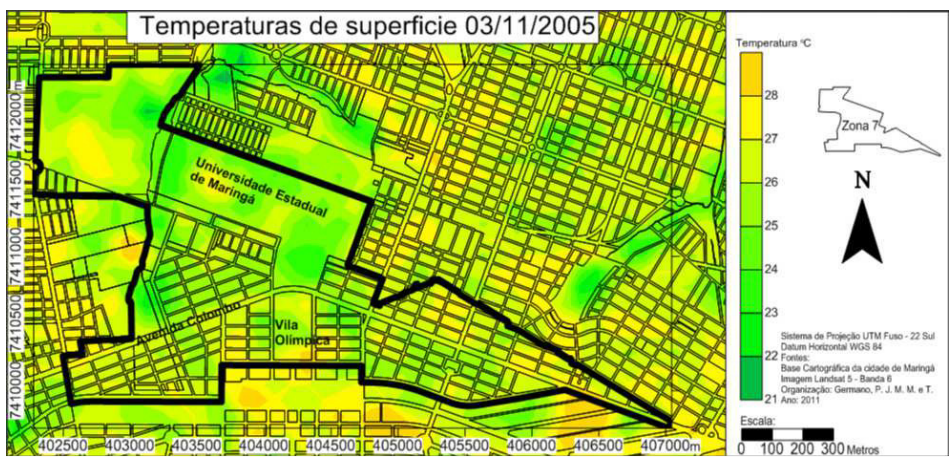 Temperaturas de superficie 03/11/2005
7412000 m
7411500
7411000
7410500
7410000
Universidade Estadual
de Maringá
Avenida Colombo
Vila
Olímpica
402500
403000
403500
404000
404500
405000
405500
406000
406500
407000m
Temperatura °C
28
27
26
25
24
23
22
21
Zona 7
N
Sistema de Projeção UTM Fuso - 22 Sul
Datum Horizontal WGS 84
Fontes:
Base Cartográfica da cidade de Maringá
Imagem Landsat 5 - Banda 6
Organização: Germano, P. J. M. M. e T.
Ano: 2011
Escala:
0 100 200 300 Metros